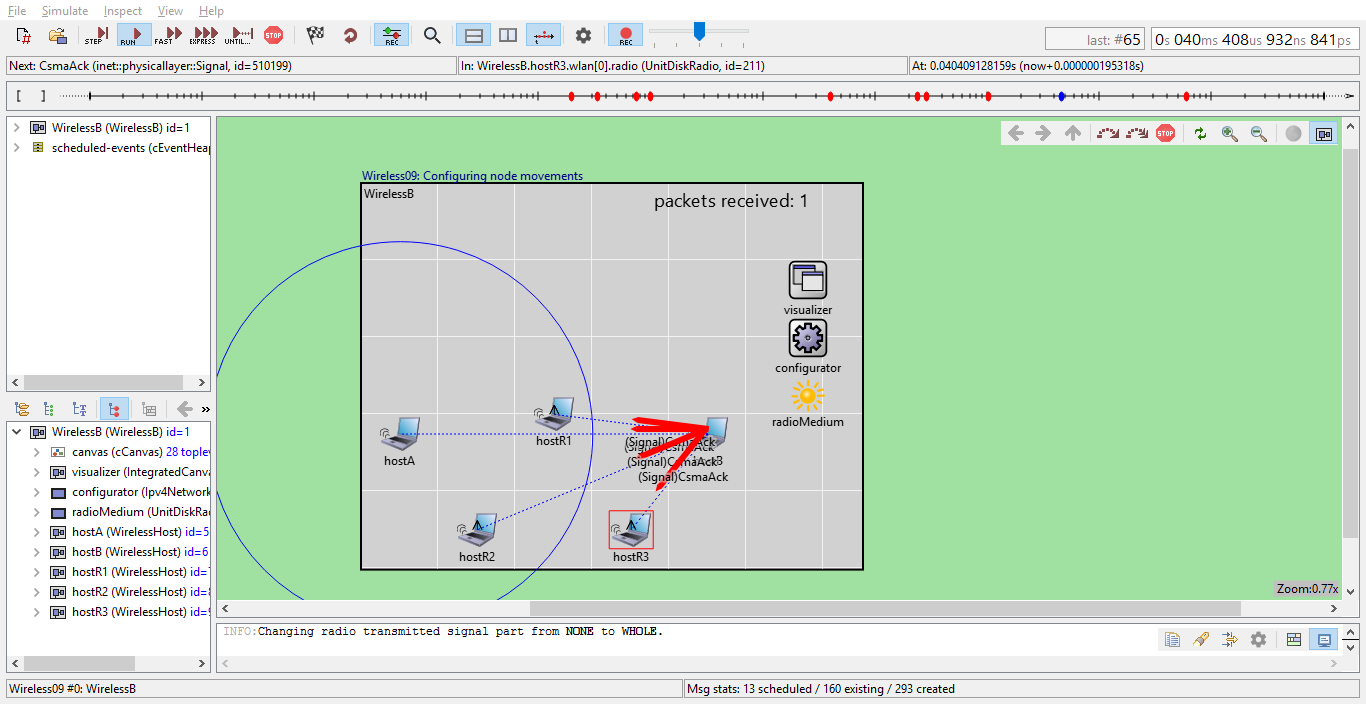 File Simulate Inspect View Help
STEP RUN FAST EXPRESS UNTIL... STOP REC REC
last: #65 0s 040ms 408us 932ns 841ps
Next: CsmaAck (inet::physicallayer::Signal, id=510199) In: WirelessB.hostR3.wlan[0].radio (UnitDiskRadio, id=211) At: 0.040409128159s (now+0.000000195318s)
[ ]
WirelessB (WirelessB) id=1
scheduled-events (cEventHeap
STOP
Wireless09: Configuring node movements
WirelessB
packets received: 1
visualizer
configurator
radioMedium
hostR1
hostA
(Signal)CsmaAck
(Signal)CsmaAck
(Signal)CsmaAck
(Signal)CsmaAck
hostR2
hostR3
Zoom:0.77x
WirelessB (WirelessB) id=1
canvas (cCanvas) 28 toplev
visualizer (IntegratedCanva
configurator (Ipv4Network
radioMedium (UnitDiskRad
hostA (WirelessHost) id=5
hostB (WirelessHost) id=6
hostR1 (WirelessHost) id=
hostR2 (WirelessHost) id=
hostR3 (WirelessHost) id=
INFO:Changing radio transmitted signal part from NONE to WHOLE.
Wireless09 #0: WirelessB
Msg stats: 13 scheduled / 160 existing / 293 created